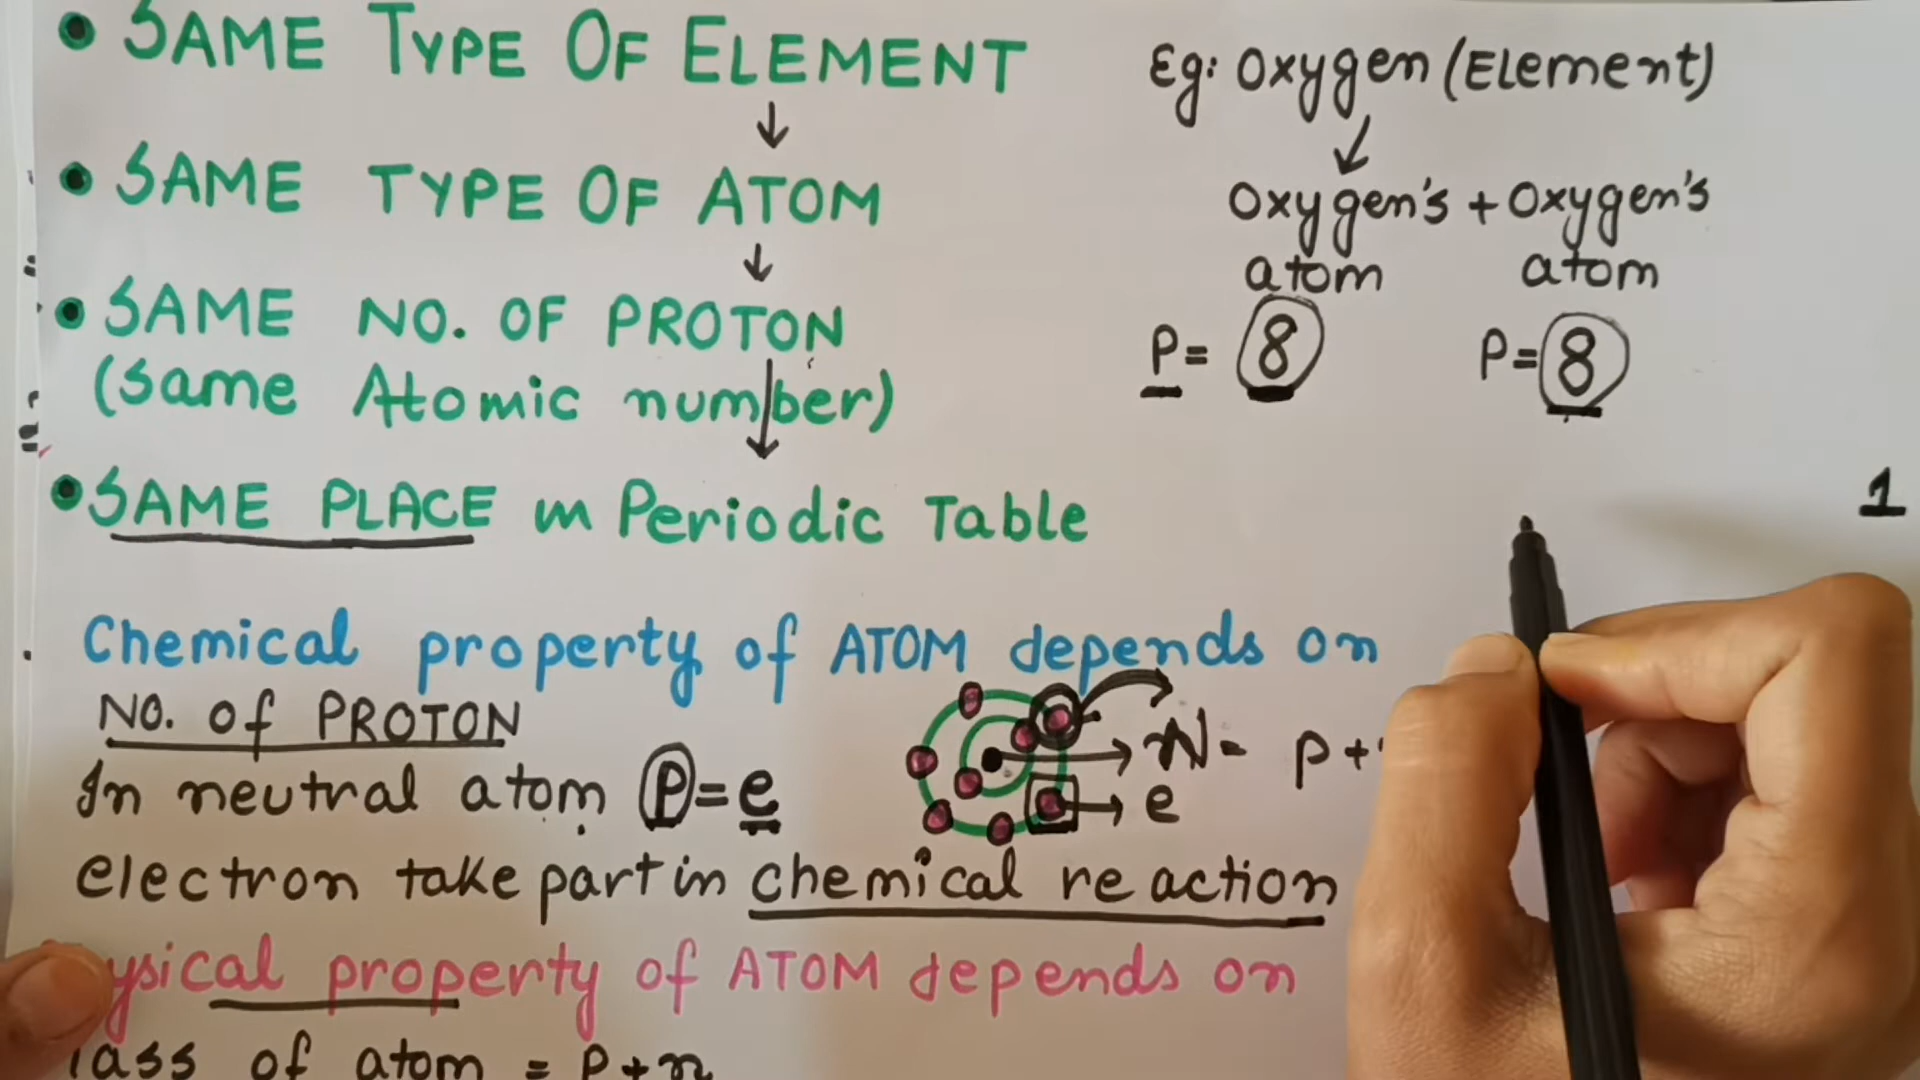 • SAME TYPE OF ELEMENT
↓
• SAME TYPE OF ATOM
↓
• SAME NO. OF PROTON
(Same Atomic number)
↓
• SAME PLACE in Periodic Table
Eg: Oxygen (Element)
↓
Oxygen's + Oxygen's
atom atom
P = 8 P = 8
1
Chemical property of ATOM depends on
NO. of PROTON
In neutral atom P = e
N = p +
→ e
electron take part in chemical reaction
ysical property of ATOM depends on
ass of atom = P + n